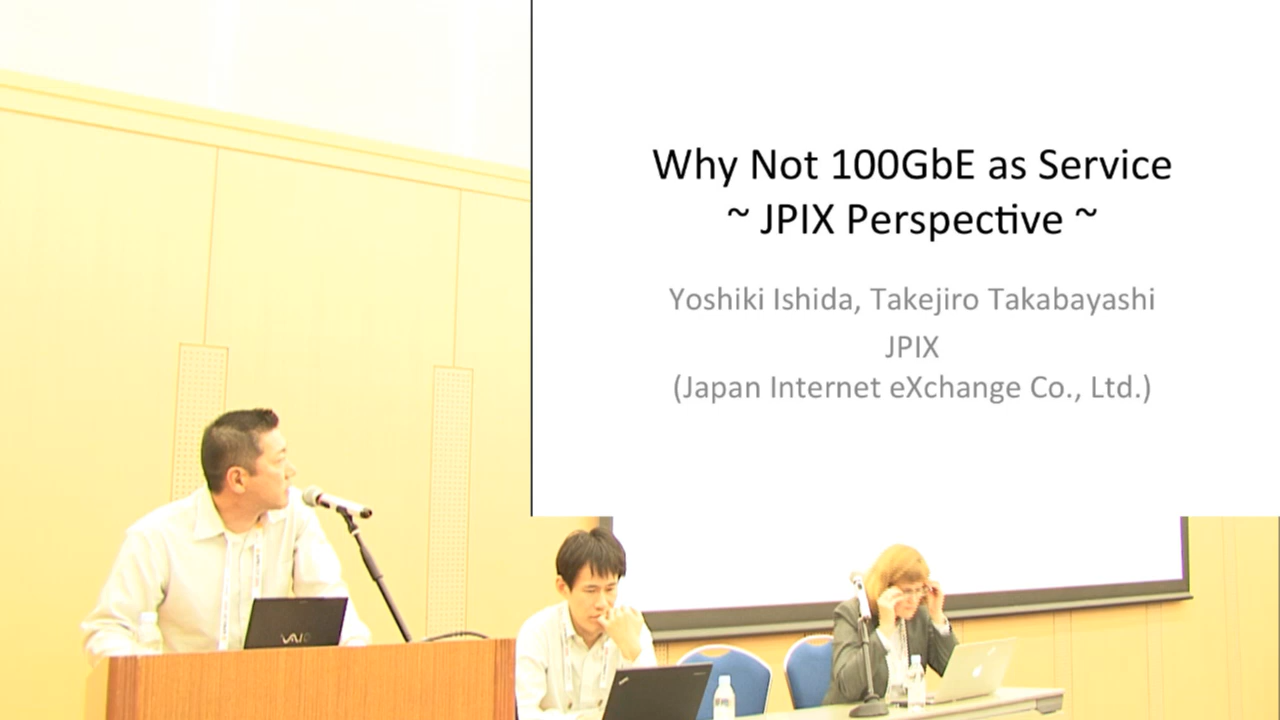 Why Not 100GbE as Service
~ JPIX Perspective ~
Yoshiki Ishida, Takejiro Takabayashi
JPIX
(Japan Internet eXchange Co., Ltd.)
VAIO